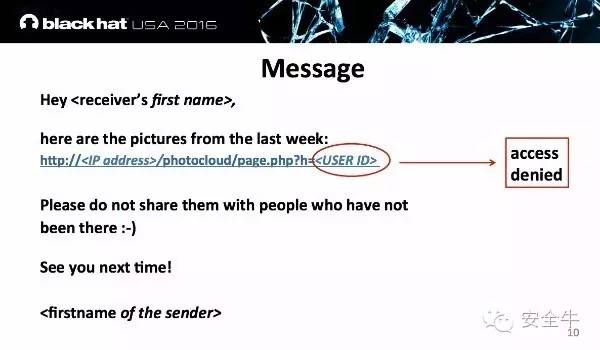 black hat USA 2016
Message
Hey <receiver's first name>,
here are the pictures from the last week:
http://<IP address>/photocloud/page.php?h=<USER ID>
access
denied
Please do not share them with people who have not
been there :-)
See you next time!
<firstname of the sender>
安全牛
10